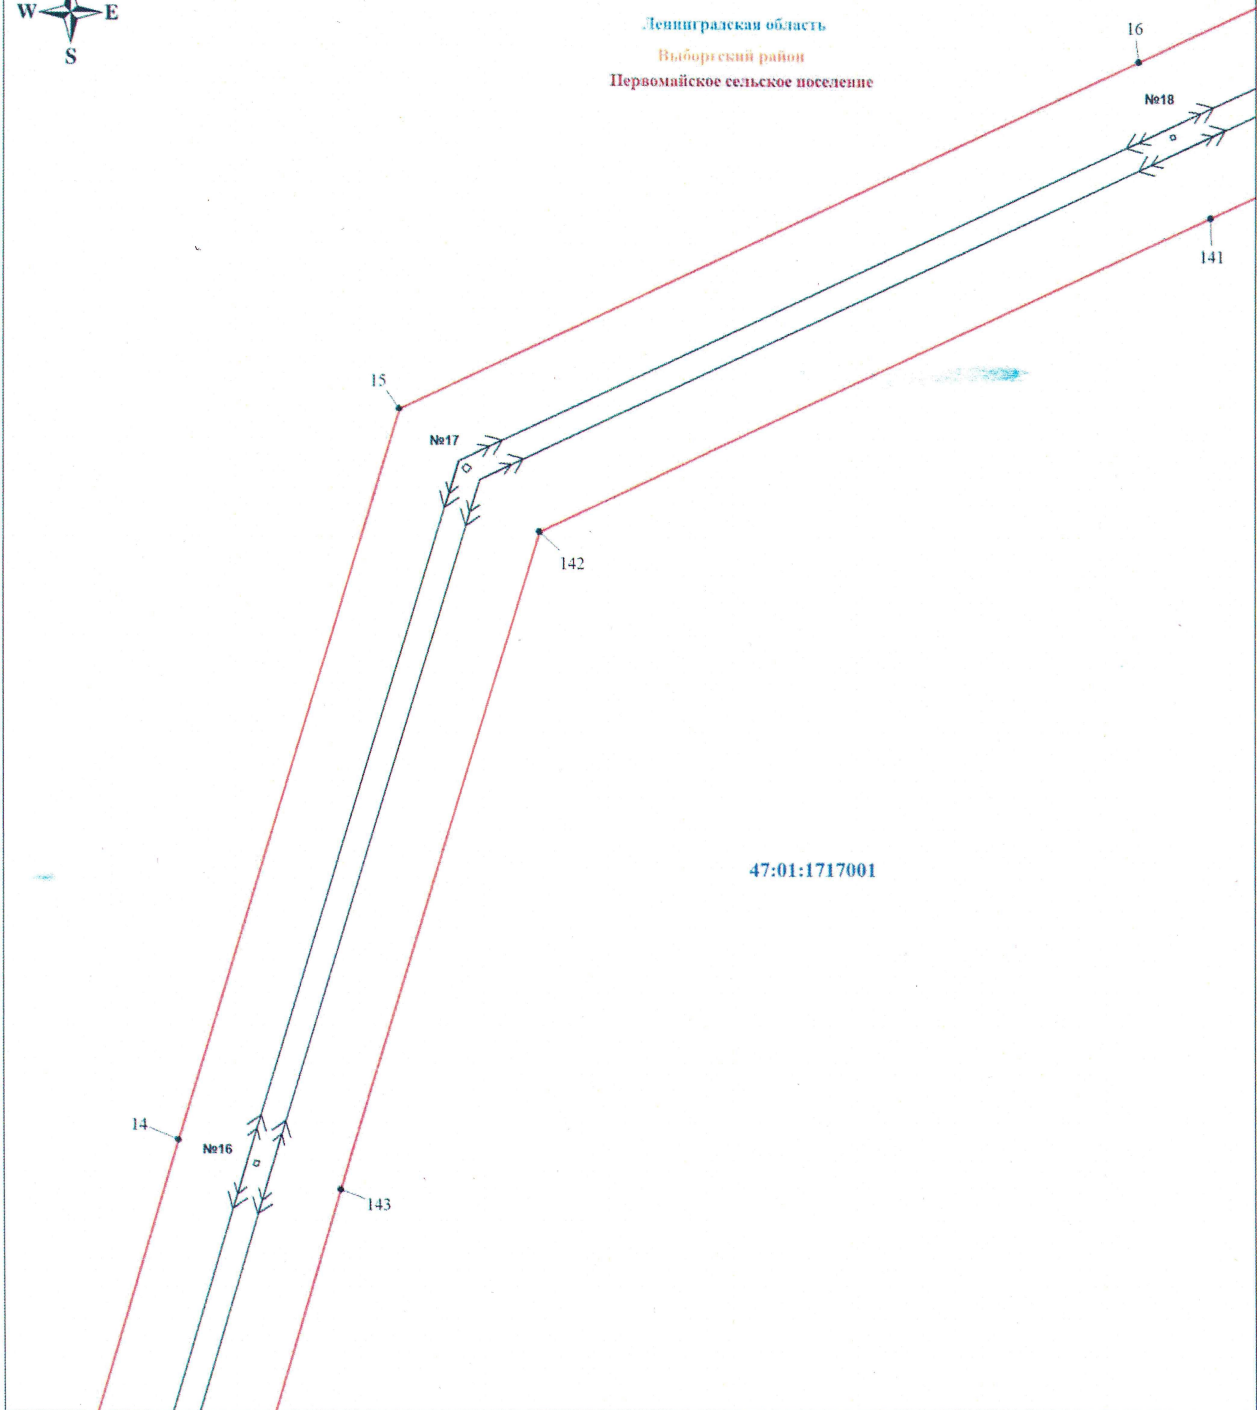 W E
S
Ленинградская область
Выборгский район
Первомайское сельское поселение
16
№18
141
15
№17
142
47:01:1717001
14
№16
143